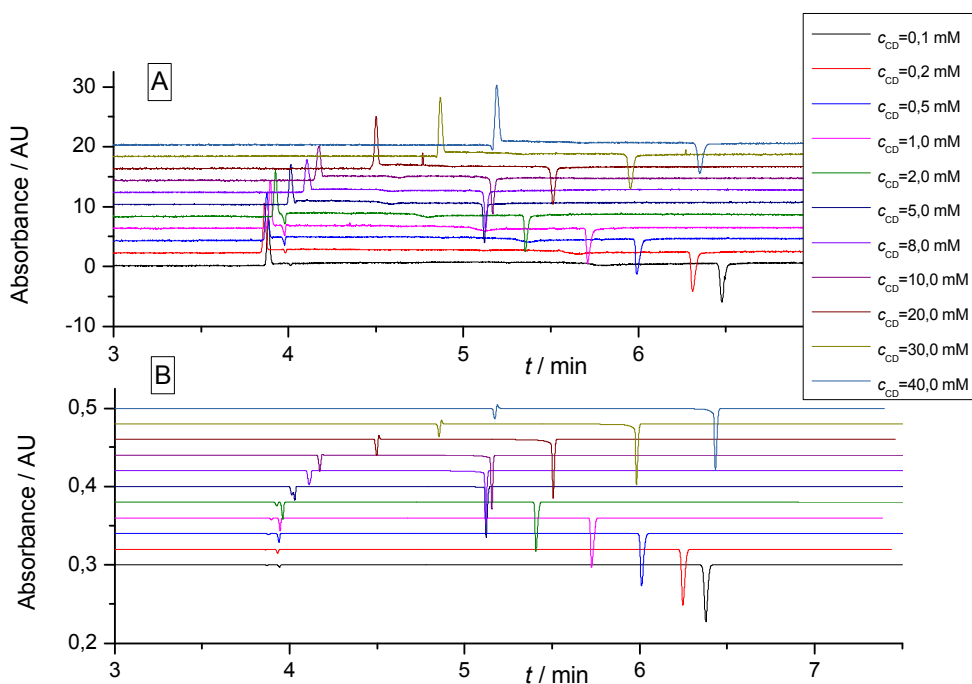 A
Absorbance / AU
30
20
10
0
-10
3
4
5
6
t / min
c_CD=0,1 mM
c_CD=0,2 mM
c_CD=0,5 mM
c_CD=1,0 mM
c_CD=2,0 mM
c_CD=5,0 mM
c_CD=8,0 mM
c_CD=10,0 mM
c_CD=20,0 mM
c_CD=30,0 mM
c_CD=40,0 mM
B
Absorbance / AU
0,5
0,4
0,3
0,2
3
4
5
6
7
t / min